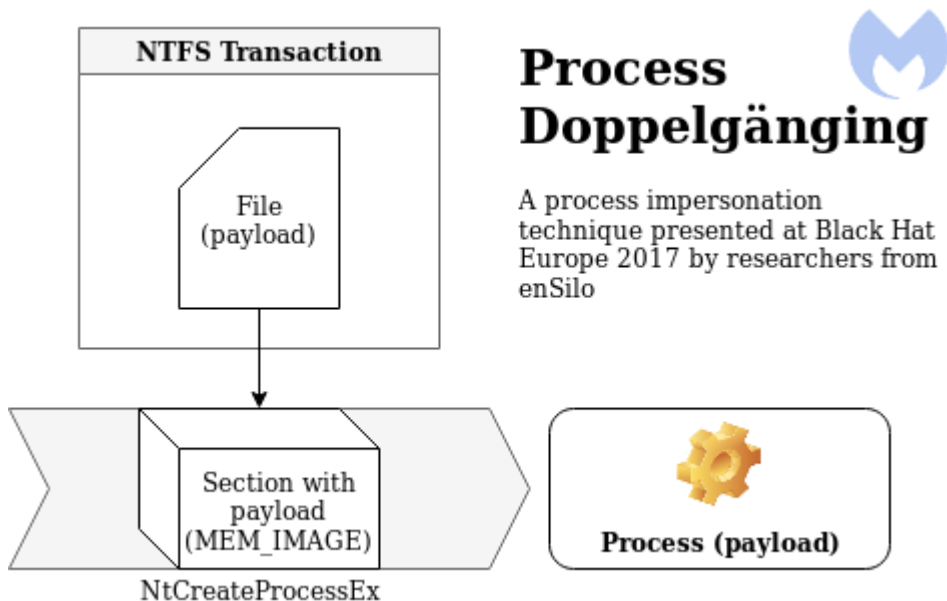 NTFS Transaction
File
(payload)
Process
Doppelgänging
A process impersonation
technique presented at Black Hat
Europe 2017 by researchers from
enSilo
Section with
payload
(MEM_IMAGE)
NtCreateProcessEx
Process (payload)